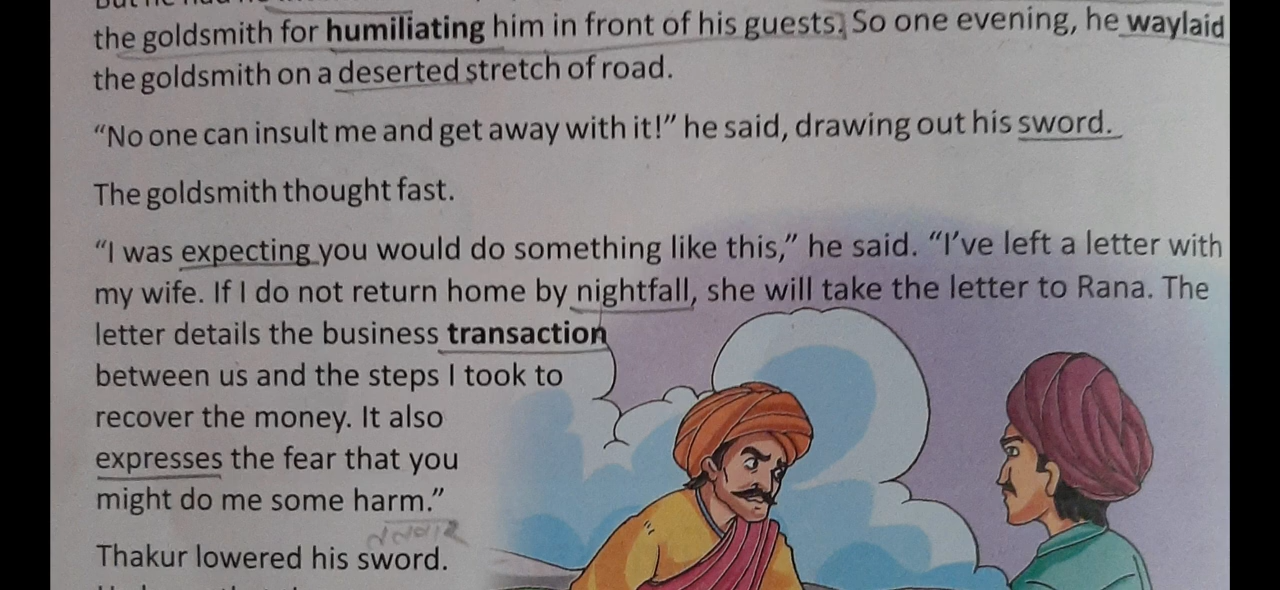 the goldsmith for humiliating him in front of his guests. So one evening, he waylaid
the goldsmith on a deserted stretch of road.
“No one can insult me and get away with it!” he said, drawing out his sword.
The goldsmith thought fast.
“I was expecting you would do something like this,” he said. “I’ve left a letter with
my wife. If I do not return home by nightfall, she will take the letter to Rana. The
letter details the business transaction
between us and the steps I took to
recover the money. It also
expresses the fear that you
might do me some harm.”
Thakur lowered his sword.